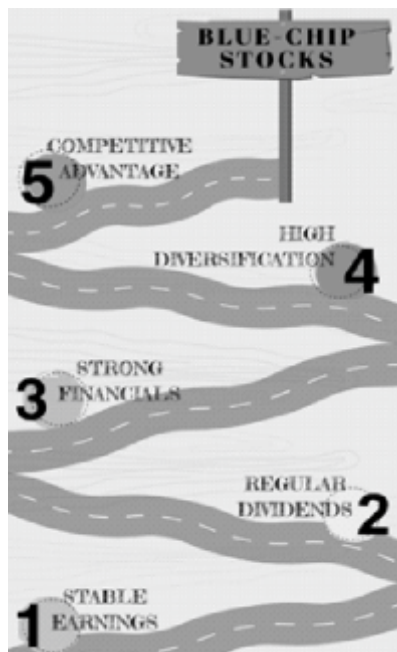 BLUE-CHIP
STOCKS
COMPETITIVE
5 ADVANTAGE
HIGH
DIVERSIFICATION 4
STRONG
3 FINANCIALS
REGULAR
DIVIDENDS 2
STABLE
1 EARNINGS